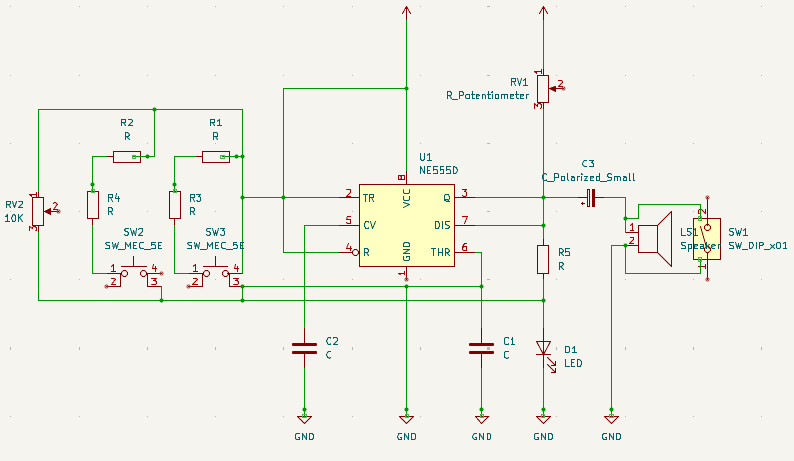 RV1
R_Potentiometer
1
2
3
R2
R
R1
R
U1
NE555D
C3
C_Polarized_Small
RV2
10K
1
2
3
R4
R
R3
R
2 TR
5 CV
4 R
8
VCC
GND
1
Q 3
DIS 7
THR 6
SW2
SW_MEC_5E
1
2
4
3
SW3
SW_MEC_5E
1
2
4
3
R5
R
1
2
LS1
Speaker
2
1
SW1
SW_DIP_x01
C2
C
C1
C
D1
LED
GND
GND
GND
GND
GND